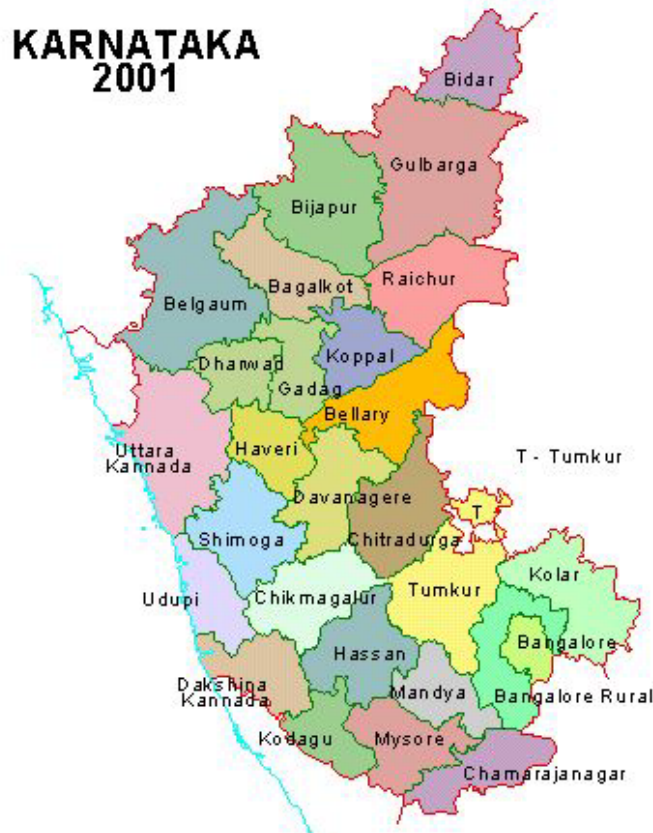 KARNATAKA
2001
Bidar
Gulbarga
Bijapur
Raichur
Bagalkot
Belgaum
Koppal
Dharwad
Gadag
Bellary
Uttara
Kannada
Haveri
T - Tumkur
Davanagere
T
Shimoga
Chitradurga
Kolar
Udupi
Chikmagalur
Tumkur
Bangalore
Hassan
Dakshina
Kannada
Mandya
Bangalore Rural
Kodagu
Mysore
Chamarajanagar